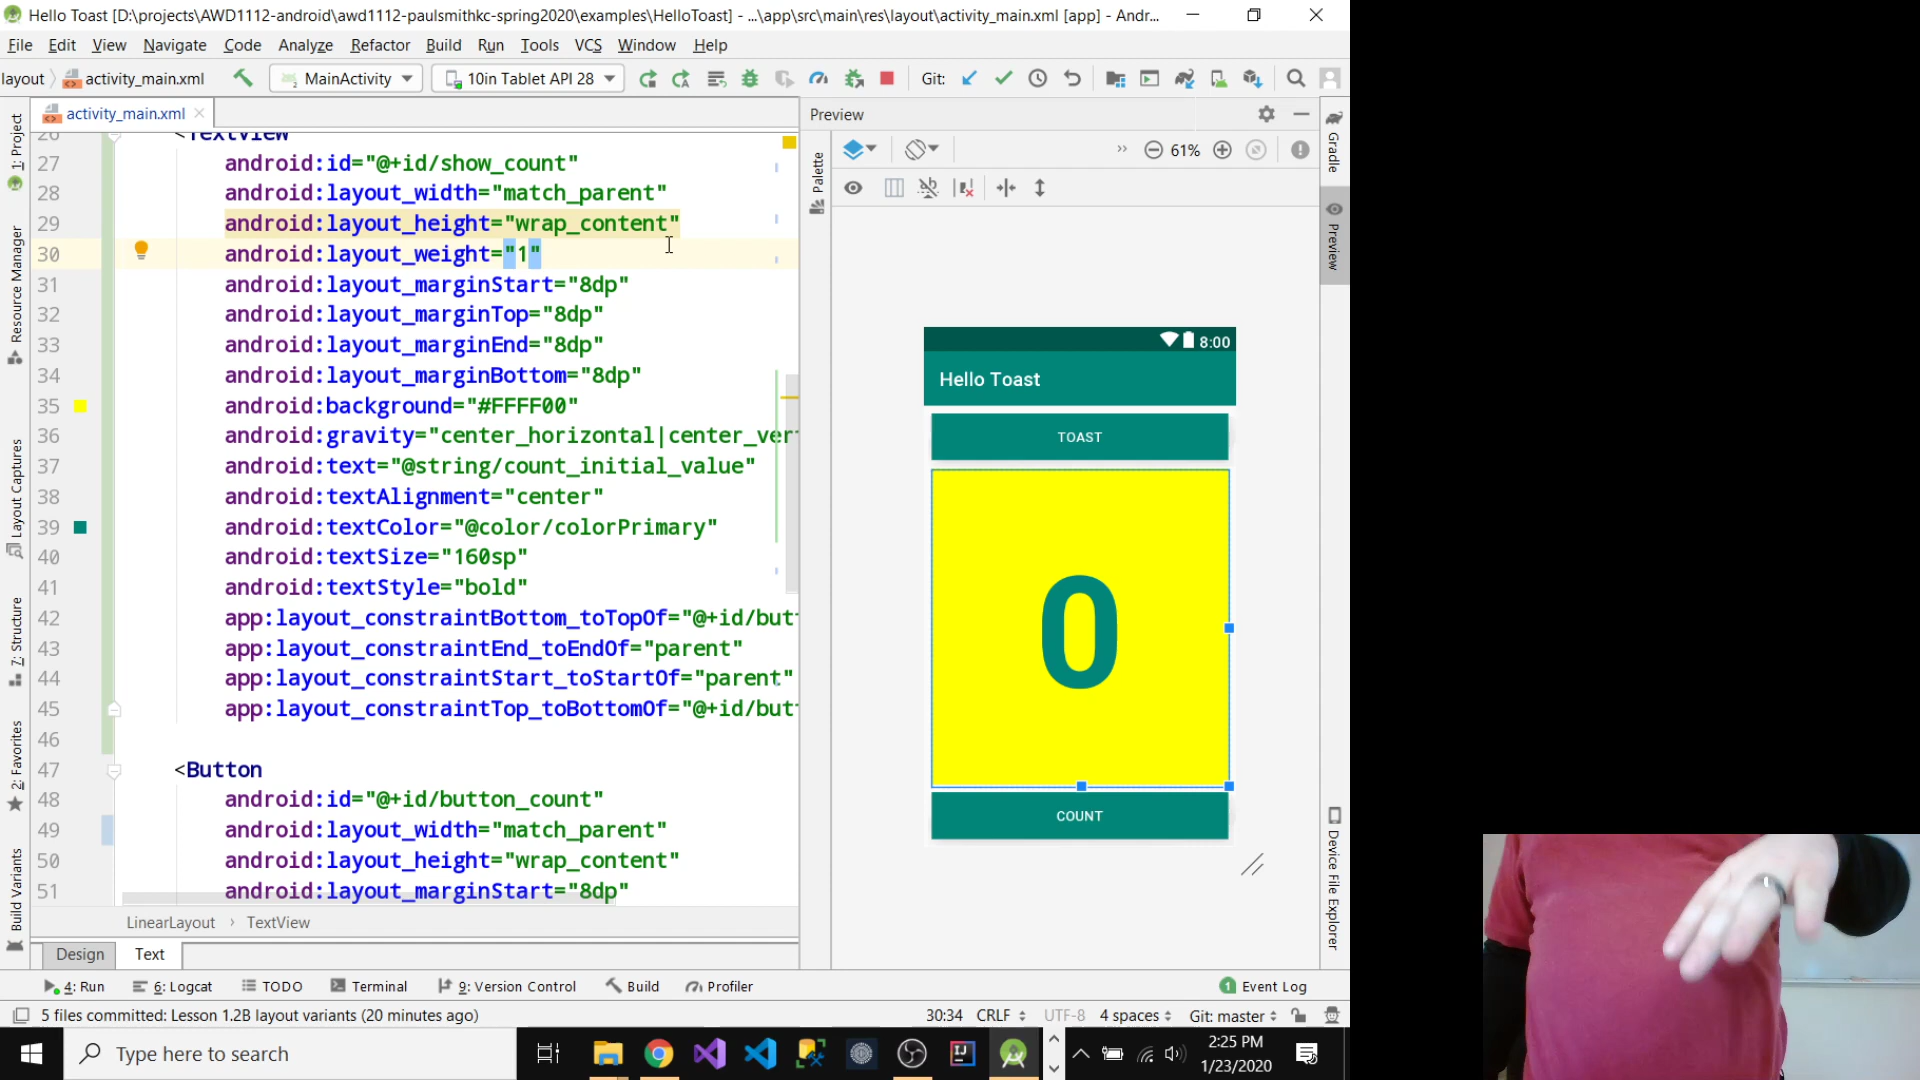 Hello Toast [D:\projects\AWD1112-android\awd1112-paulsmithkc-spring2020\examples\HelloToast] - ...\app\src\main\res\layout\activity_main.xml [app] - Andr...
File Edit View Navigate Code Analyze Refactor Build Run Tools VCS Window Help
layout activity_main.xml MainActivity 10in Tablet API 28 Git:
activity_main.xml
Preview
26 <TextView
27 android:id="@+id/show_count"
28 android:layout_width="match_parent"
29 android:layout_height="wrap_content"
30 android:layout_weight="1"
31 android:layout_marginStart="8dp"
32 android:layout_marginTop="8dp"
33 android:layout_marginEnd="8dp"
34 android:layout_marginBottom="8dp"
35 android:background="#FFFF00"
36 android:gravity="center_horizontal|center_ver
37 android:text="@string/count_initial_value"
38 android:textAlignment="center"
39 android:textColor="@color/colorPrimary"
40 android:textSize="160sp"
41 android:textStyle="bold"
42 app:layout_constraintBottom_toTopOf="@+id/but
43 app:layout_constraintEnd_toEndOf="parent"
44 app:layout_constraintStart_toStartOf="parent"
45 app:layout_constraintTop_toBottomOf="@+id/but
46
47 <Button
48 android:id="@+id/button_count"
49 android:layout_width="match_parent"
50 android:layout_height="wrap_content"
51 android:layout_marginStart="8dp"
LinearLayout › TextView
Design Text
1: Project
Resource Manager
Layout Captures
7: Structure
2: Favorites
Build Variants
Palette
61%
8:00
Hello Toast
TOAST
0
COUNT
Gradle
Preview
Device File Explorer
4: Run 6: Logcat TODO Terminal 9: Version Control Build Profiler 1 Event Log
5 files committed: Lesson 1.2B layout variants (20 minutes ago) 30:34 CRLF UTF-8 4 spaces Git: master
Type here to search
2:25 PM
1/23/2020